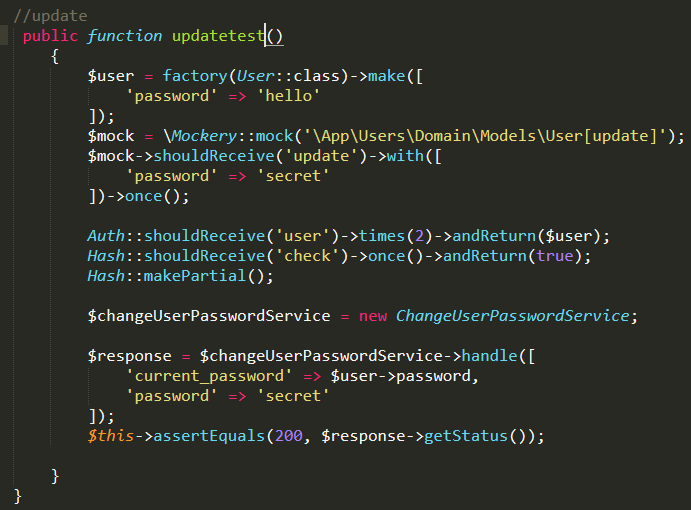 //update
public function updatetest()
{
$user = factory(User::class)->make([
'password' => 'hello'
]);
$mock = \Mockery::mock('\App\Users\Domain\Models\User[update]');
$mock->shouldReceive('update')->with([
'password' => 'secret'
])->once();
Auth::shouldReceive('user')->times(2)->andReturn($user);
Hash::shouldReceive('check')->once()->andReturn(true);
Hash::makePartial();
$changeUserPasswordService = new ChangeUserPasswordService;
$response = $changeUserPasswordService->handle([
'current_password' => $user->password,
'password' => 'secret'
]);
$this->assertEquals(200, $response->getStatus());
}
}